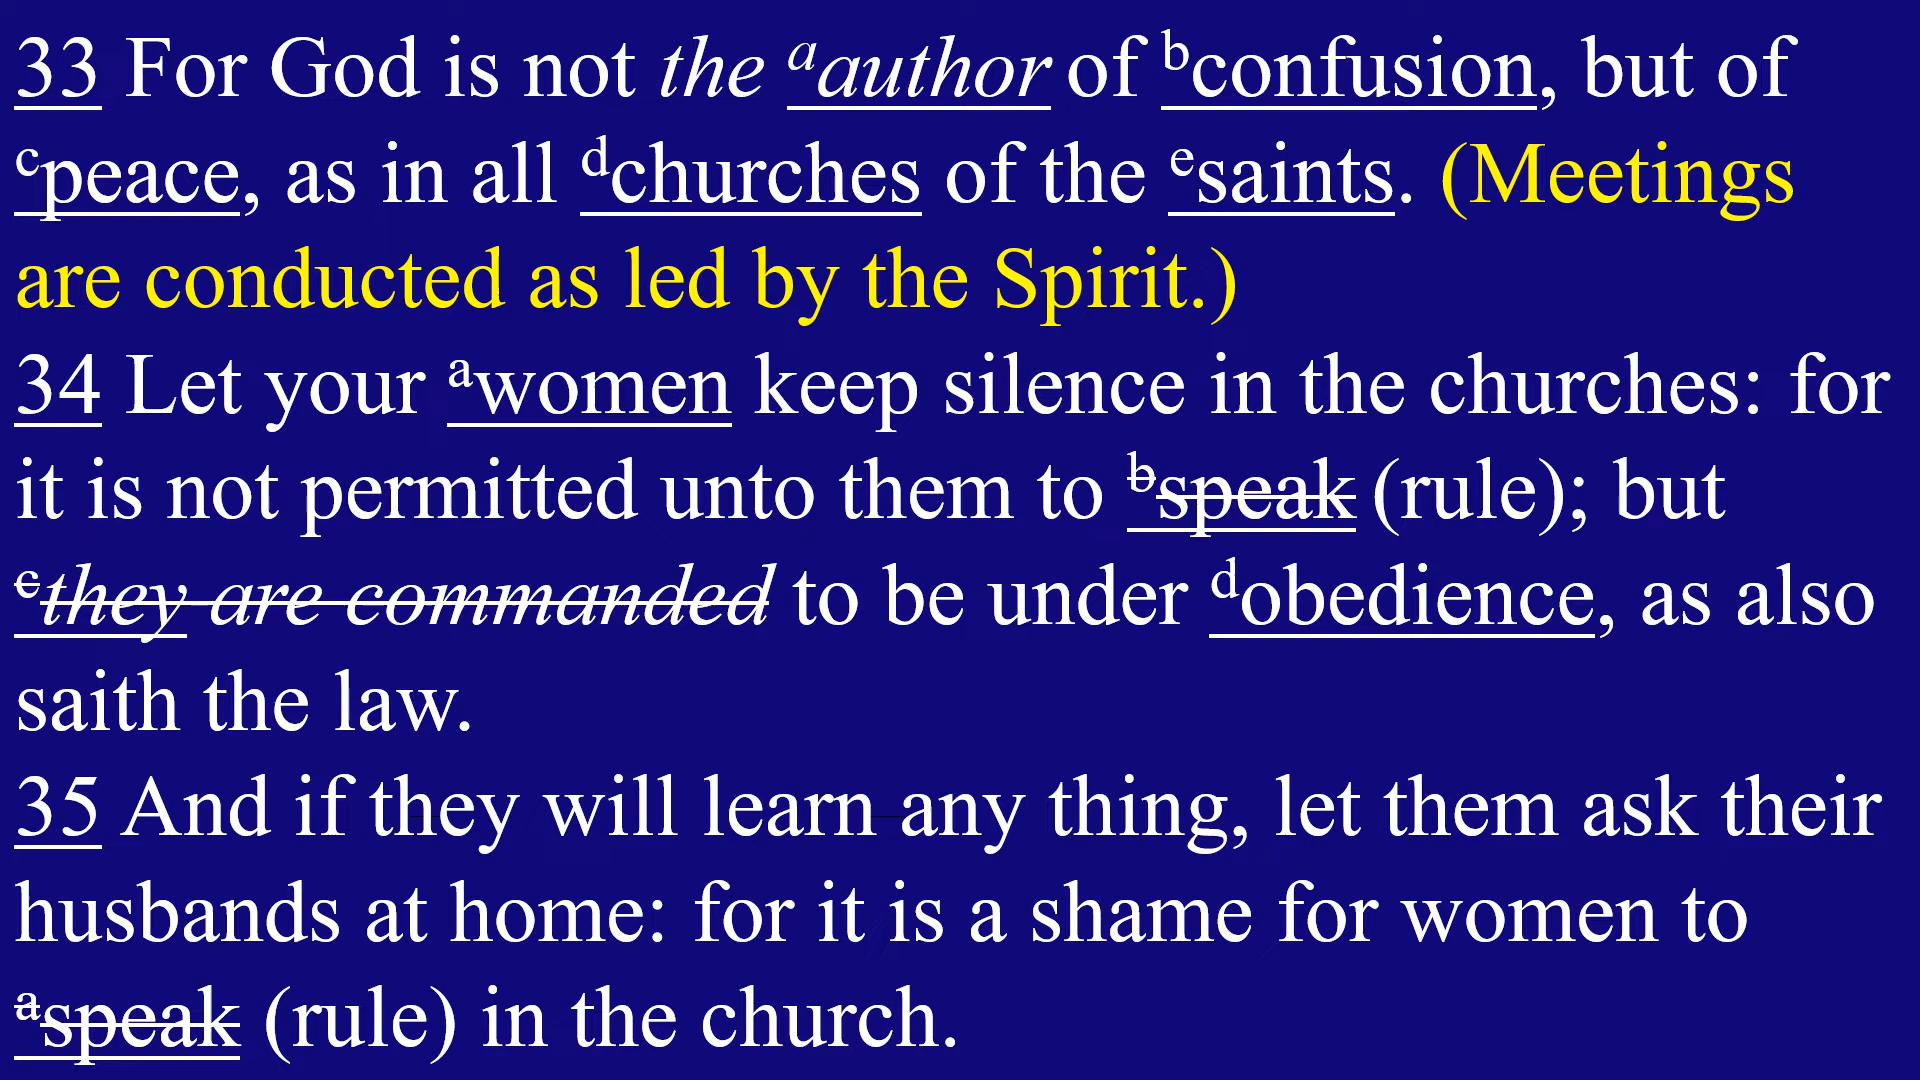 33 For God is not the aauthor of bconfusion, but of
cpeace, as in all dchurches of the esaints. (Meetings
are conducted as led by the Spirit.)
34 Let your awomen keep silence in the churches: for
it is not permitted unto them to bspeak (rule); but
cthey are commanded to be under dobedience, as also
saith the law.
35 And if they will learn any thing, let them ask their
husbands at home: for it is a shame for women to
aspeak (rule) in the church.